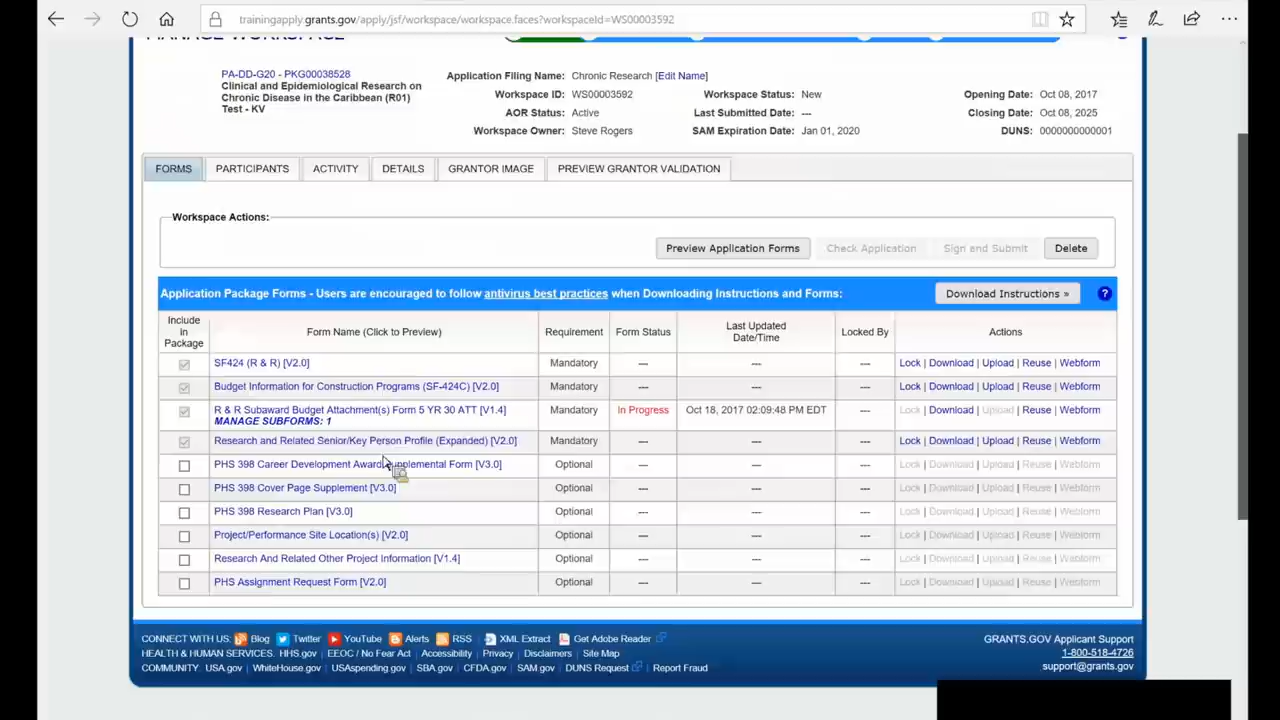 trainingapply.grants.gov/apply/jsf/workspace/workspace.faces?workspaceId=WS00003592
MANAGE WORKSPACE
PA-DD-G20 - PKG00038528
Clinical and Epidemiological Research on
Chronic Disease in the Caribbean (R01)
Test - KV
Application Filing Name: Chronic Research [Edit Name]
Workspace ID: WS00003592 Workspace Status: New Opening Date: Oct 08, 2017
AOR Status: Active Last Submitted Date: --- Closing Date: Oct 08, 2025
Workspace Owner: Steve Rogers SAM Expiration Date: Jan 01, 2020 DUNS: 0000000000001
FORMS PARTICIPANTS ACTIVITY DETAILS GRANTOR IMAGE PREVIEW GRANTOR VALIDATION
Workspace Actions:
Preview Application Forms Check Application Sign and Submit Delete
Application Package Forms - Users are encouraged to follow antivirus best practices when Downloading Instructions and Forms: Download Instructions » ?
Include in Package Form Name (Click to Preview) Requirement Form Status Last Updated Date/Time Locked By Actions
SF424 (R & R) [V2.0] Mandatory --- --- --- Lock | Download | Upload | Reuse | Webform
Budget Information for Construction Programs (SF-424C) [V2.0] Mandatory --- --- --- Lock | Download | Upload | Reuse | Webform
R & R Subaward Budget Attachment(s) Form 5 YR 30 ATT [V1.4] Mandatory In Progress Oct 18, 2017 02:09:48 PM EDT --- Lock | Download | Upload | Reuse | Webform
MANAGE SUBFORMS: 1
Research and Related Senior/Key Person Profile (Expanded) [V2.0] Mandatory --- --- --- Lock | Download | Upload | Reuse | Webform
PHS 398 Career Development Award Supplemental Form [V3.0] Optional --- --- --- Lock | Download | Upload | Reuse | Webform
PHS 398 Cover Page Supplement [V3.0] Optional --- --- --- Lock | Download | Upload | Reuse | Webform
PHS 398 Research Plan [V3.0] Optional --- --- --- Lock | Download | Upload | Reuse | Webform
Project/Performance Site Location(s) [V2.0] Optional --- --- --- Lock | Download | Upload | Reuse | Webform
Research And Related Other Project Information [V1.4] Optional --- --- --- Lock | Download | Upload | Reuse | Webform
PHS Assignment Request Form [V2.0] Optional --- --- --- Lock | Download | Upload | Reuse | Webform
CONNECT WITH US: Blog Twitter YouTube Alerts RSS XML Extract Get Adobe Reader
HEALTH & HUMAN SERVICES: HHS.gov | EEOC / No Fear Act | Accessibility | Privacy | Disclaimers | Site Map
COMMUNITY: USA.gov | WhiteHouse.gov | USAspending.gov | SBA.gov | CFDA.gov | SAM.gov | DUNS Request | Report Fraud
GRANTS.GOV Applicant Support
1-800-518-4726
support@grants.gov